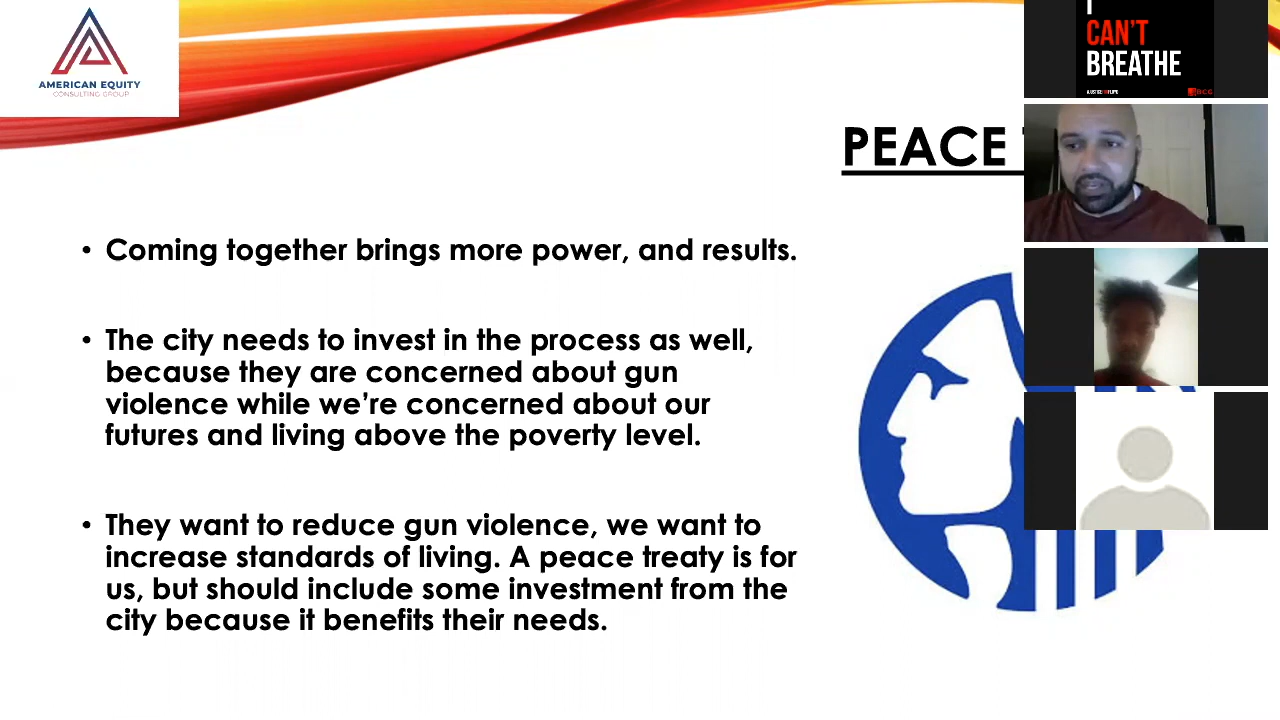 AMERICAN EQUITY
CONSULTING GROUP
CAN'T
BREATHE
PEACE
• Coming together brings more power, and results.
• The city needs to invest in the process as well,
because they are concerned about gun
violence while we're concerned about our
futures and living above the poverty level.
• They want to reduce gun violence, we want to
increase standards of living. A peace treaty is for
us, but should include some investment from the
city because it benefits their needs.